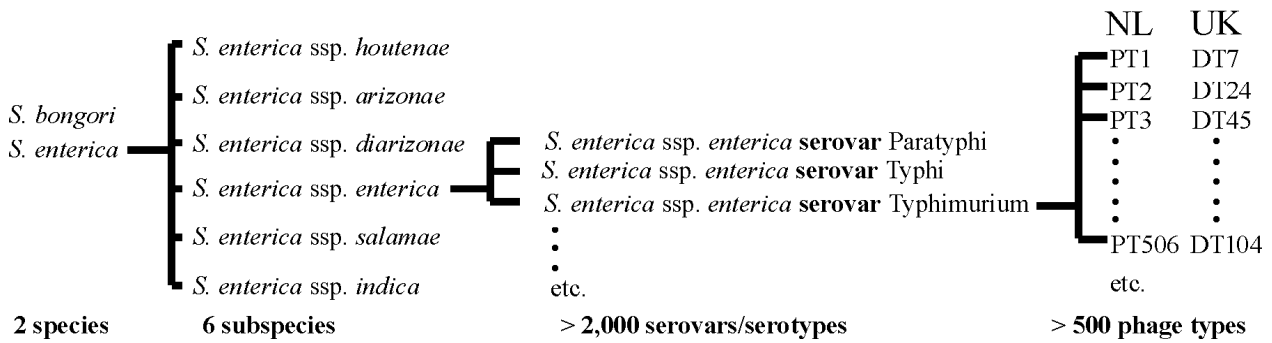 NL UK
S. enterica ssp. houtenae
PT1 DT7
S. enterica ssp. arizonae
PT2 DT24
S. bongori
PT3 DT45
S. enterica
S. enterica ssp. diarizonae
S. enterica ssp. enterica serovar Paratyphi
S. enterica ssp. enterica serovar Typhi
S. enterica ssp. enterica
S. enterica ssp. enterica serovar Typhimurium
S. enterica ssp. salamae
PT506 DT104
S. enterica ssp. indica
etc.
etc.
2 species
6 subspecies
> 2,000 serovars/serotypes
> 500 phage types